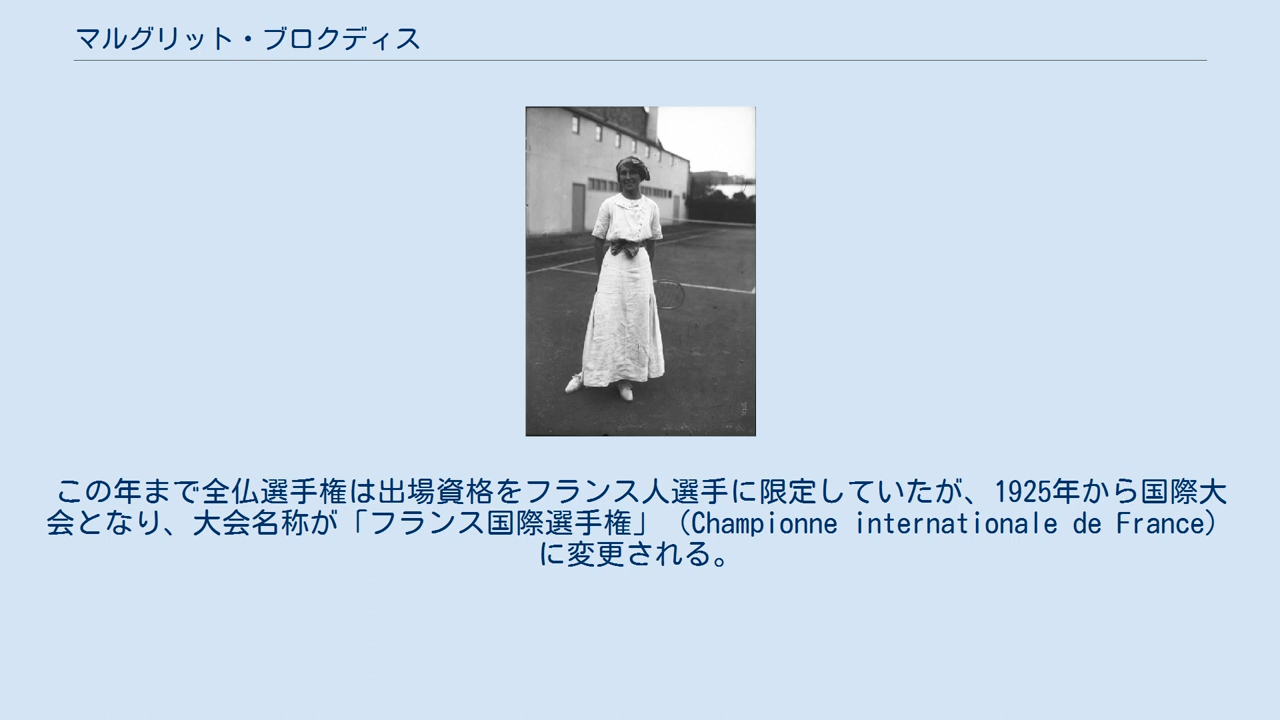 マルグリット・ブロクディス
この年まで全仏選手権は出場資格をフランス人選手に限定していたが、1925年から国際大
会となり、大会名称が「フランス国際選手権」（Championne internationale de France）
に変更される。